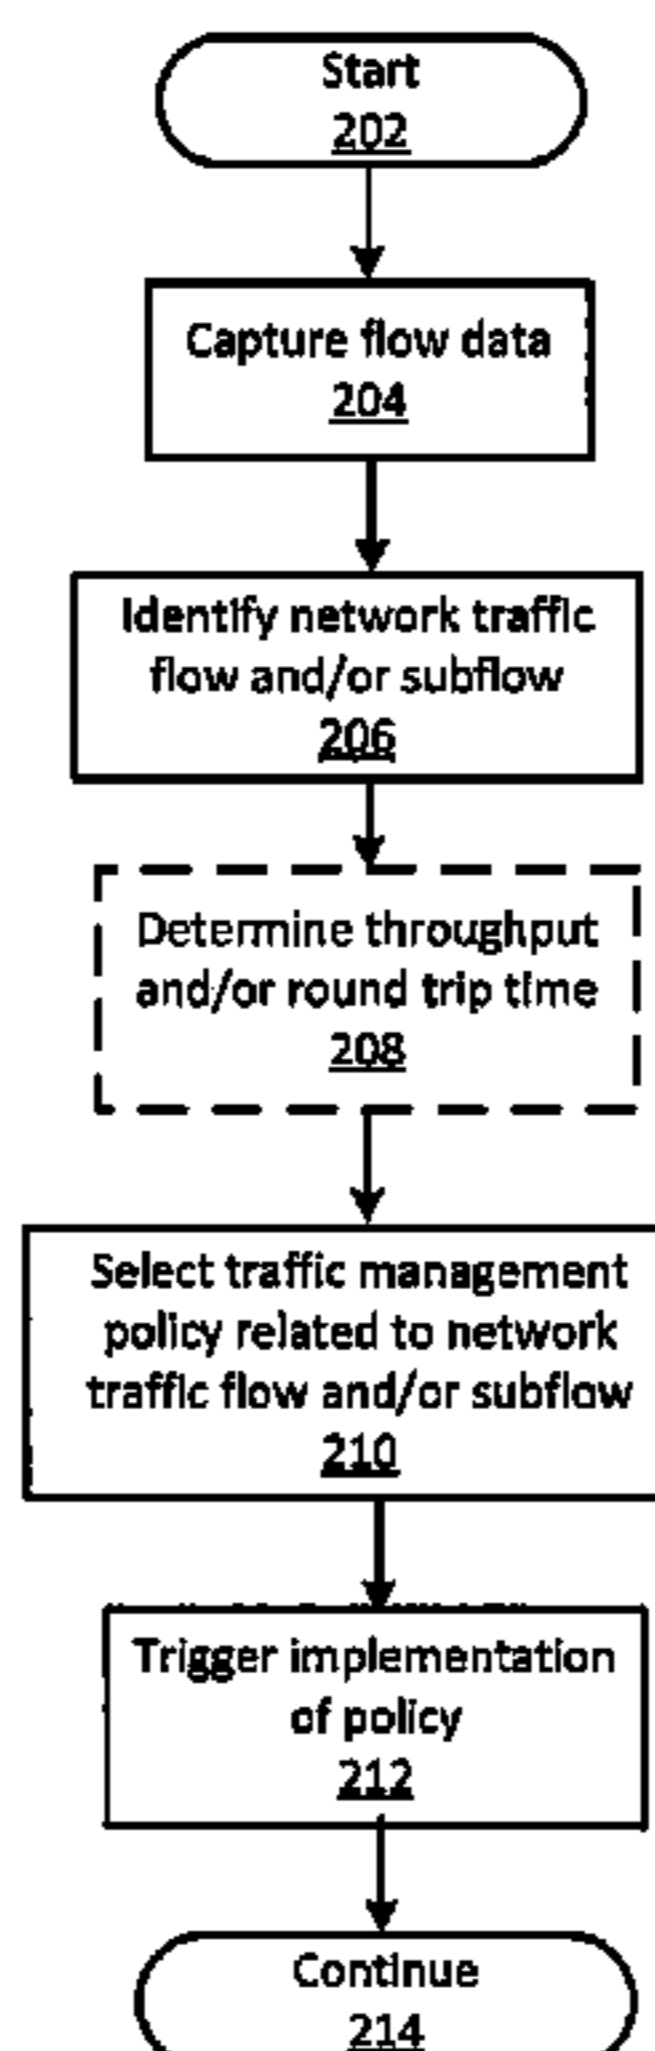 Start
202
Capture flow data
204
Identify network traffic
flow and/or subflow
206
Determine throughput
and/or round trip time
208
Select traffic management
policy related to network
traffic flow and/or subflow
210
Trigger implementation
of policy
212
Continue
214